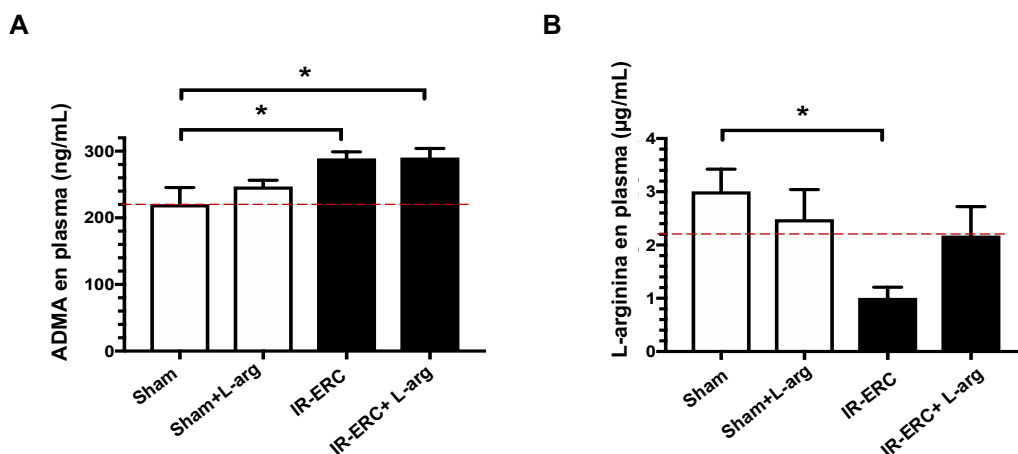 A
*
*
ADMA en plasma (ng/mL)
300
200
100
0
Sham
Sham+L-arg
IR-ERC
IR-ERC+ L-arg
B
*
L-arginina en plasma (µg/mL)
4
3
2
1
0
Sham
Sham+L-arg
IR-ERC
IR-ERC+ L-arg